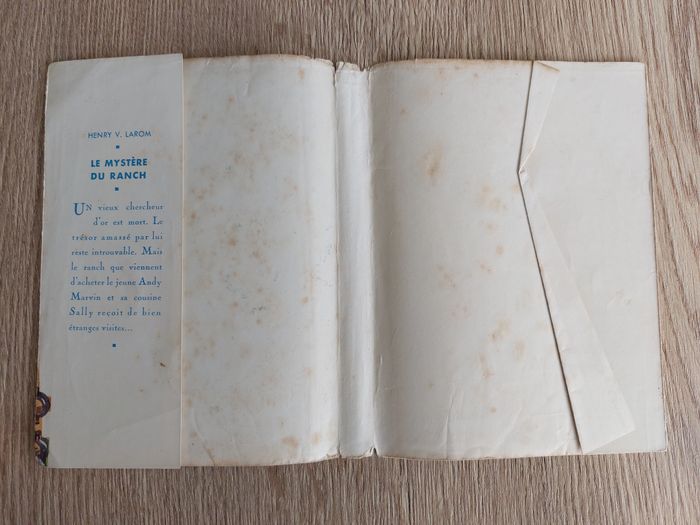 HENRY V. LAROM
LE MYSTÈRE
DU RANCH
UN vieux chercheur
d'or est mort. Le
trésor amassé par lui
reste introuvable. Mais
le ranch que viennent
d'acheter le jeune Andy
Marvin et sa cousine
Sally reçoit de bien
étranges visites...